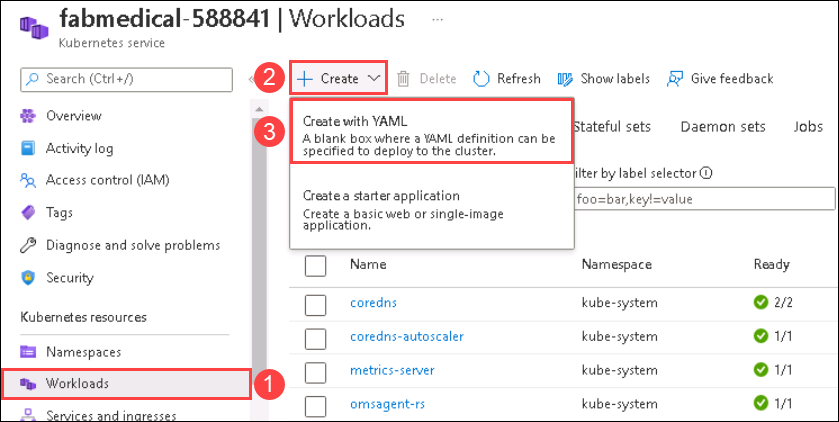 fabmedical-588841 | Workloads ...
Kubernetes service
Search (Ctrl+/)
«
2
+ Create
Delete
Refresh
Show labels
Give feedback
Overview
Activity log
Access control (IAM)
Tags
Diagnose and solve problems
Security
Kubernetes resources
Namespaces
Workloads
1
Services and ingresses
3
Create with YAML
A blank box where a YAML definition can be
specified to deploy to the cluster.
Create a starter application
Create a basic web or single-image
application.
Stateful sets
Daemon sets
Jobs
ilter by label selector
foo=bar,key!=value
Name Namespace Ready
coredns kube-system 2/2
coredns-autoscaler kube-system 1/1
metrics-server kube-system 1/1
omsagent-rs kube-system 1/1